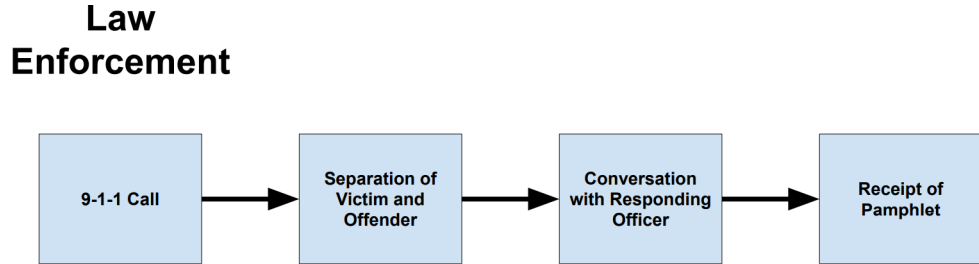 Law
Enforcement
9-1-1 Call
Separation of
Victim and
Offender
Conversation
with Responding
Officer
Receipt of
Pamphlet